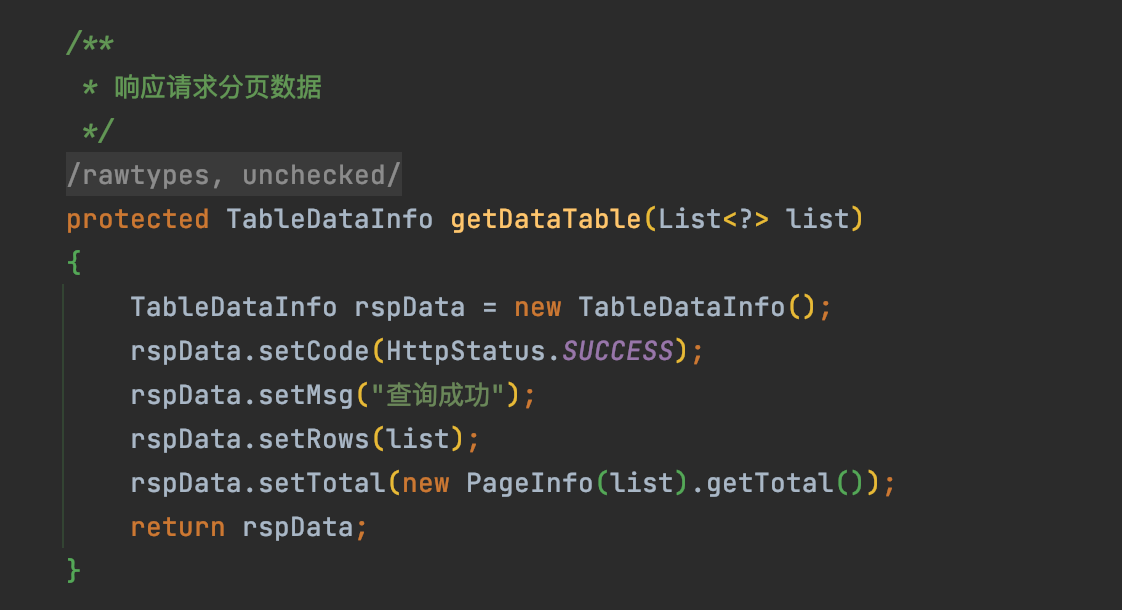 /**
 * 响应请求分页数据
 */
/rawtypes, unchecked/
protected TableDataInfo getDataTable(List<?> list)
{
    TableDataInfo rspData = new TableDataInfo();
    rspData.setCode(HttpStatus.SUCCESS);
    rspData.setMsg("查询成功");
    rspData.setRows(list);
    rspData.setTotal(new PageInfo(list).getTotal());
    return rspData;
}